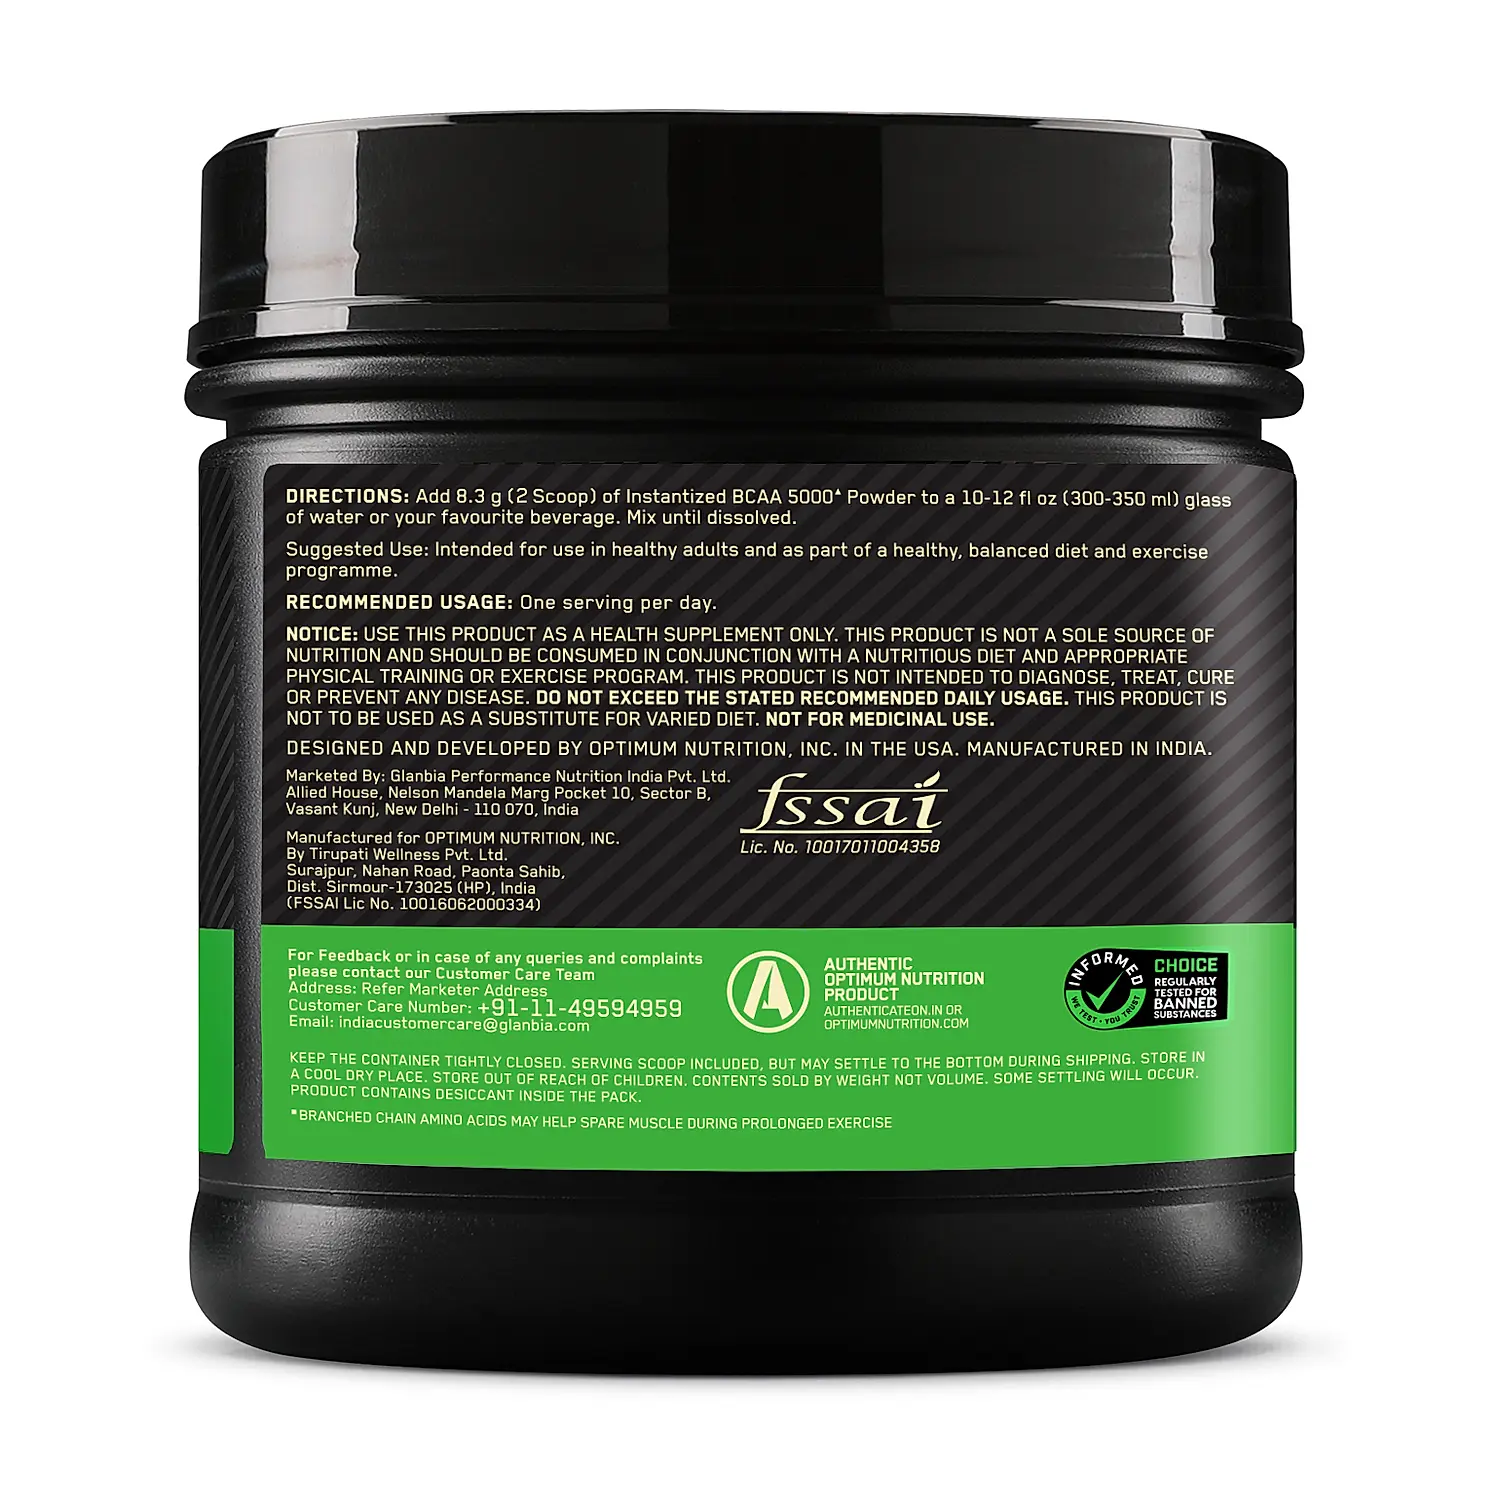 DIRECTIONS: Add 8.3 g (2 Scoop) of Instantized BCAA 5000▲ Powder to a 10-12 fl oz (300-350 ml) glass
of water or your favourite beverage. Mix until dissolved.
Suggested Use: Intended for use in healthy adults and as part of a healthy, balanced diet and exercise
programme.
RECOMMENDED USAGE: One serving per day.
NOTICE: USE THIS PRODUCT AS A HEALTH SUPPLEMENT ONLY. THIS PRODUCT IS NOT A SOLE SOURCE OF
NUTRITION AND SHOULD BE CONSUMED IN CONJUNCTION WITH A NUTRITIOUS DIET AND APPROPRIATE
PHYSICAL TRAINING OR EXERCISE PROGRAM. THIS PRODUCT IS NOT INTENDED TO DIAGNOSE, TREAT, CURE
OR PREVENT ANY DISEASE. DO NOT EXCEED THE STATED RECOMMENDED DAILY USAGE. THIS PRODUCT IS
NOT TO BE USED AS A SUBSTITUTE FOR VARIED DIET. NOT FOR MEDICINAL USE.
DESIGNED AND DEVELOPED BY OPTIMUM NUTRITION, INC. IN THE USA. MANUFACTURED IN INDIA.
Marketed By: Glanbia Performance Nutrition India Pvt. Ltd.
Allied House, Nelson Mandela Marg Pocket 10, Sector B,
Vasant Kunj, New Delhi - 110 070, India
Manufactured for OPTIMUM NUTRITION, INC.
By Tirupati Wellness Pvt. Ltd.
Surajpur, Nahan Road, Paonta Sahib,
Dist. Sirmour-173025 (HP), India
(FSSAI Lic No. 10016062000334)
fssai
Lic. No. 10017011004358
For Feedback or in case of any queries and complaints
please contact our Customer Care Team
Address: Refer Marketer Address
Customer Care Number: +91-11-49594959
Email: indiacustomercare@glanbia.com
A
AUTHENTIC
OPTIMUM NUTRITION
PRODUCT
AUTHENTICATEON.IN OR
OPTIMUMNUTRITION.COM
INFORMED
WE TEST • YOU TRUST
CHOICE
REGULARLY
TESTED FOR
BANNED
SUBSTANCES
KEEP THE CONTAINER TIGHTLY CLOSED. SERVING SCOOP INCLUDED, BUT MAY SETTLE TO THE BOTTOM DURING SHIPPING. STORE IN
A COOL DRY PLACE. STORE OUT OF REACH OF CHILDREN. CONTENTS SOLD BY WEIGHT NOT VOLUME. SOME SETTLING WILL OCCUR.
PRODUCT CONTAINS DESICCANT INSIDE THE PACK.
▲BRANCHED CHAIN AMINO ACIDS MAY HELP SPARE MUSCLE DURING PROLONGED EXERCISE